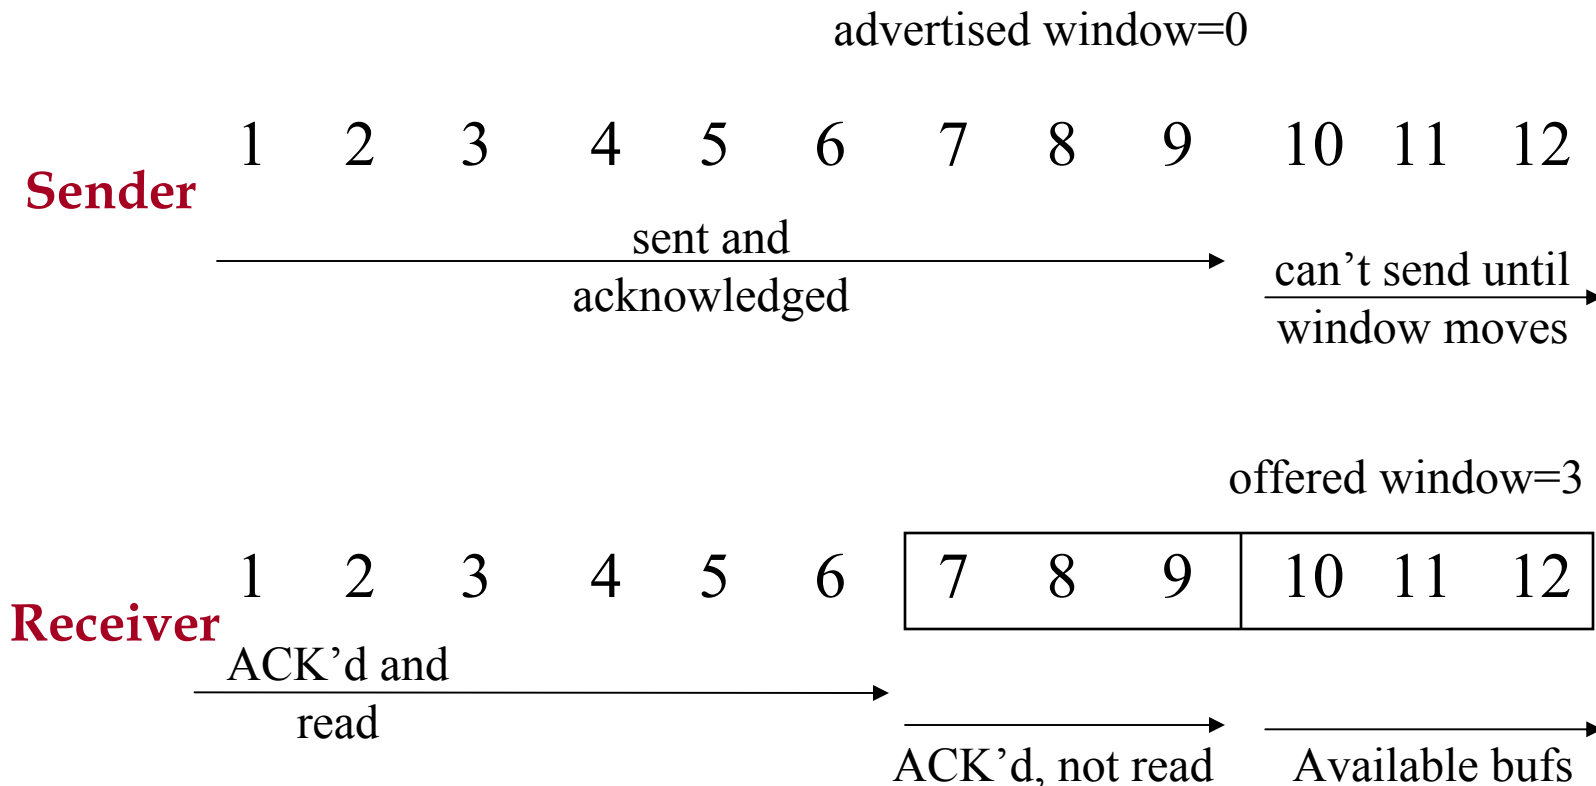 advertised window=0
1 2 3 4 5 6 7 8 9 10 11 12
Sender
sent and
acknowledged
can’t send until
window moves
offered window=3
1 2 3 4 5 6 7 8 9 10 11 12
Receiver
ACK’d and
read
ACK’d, not read
Available bufs